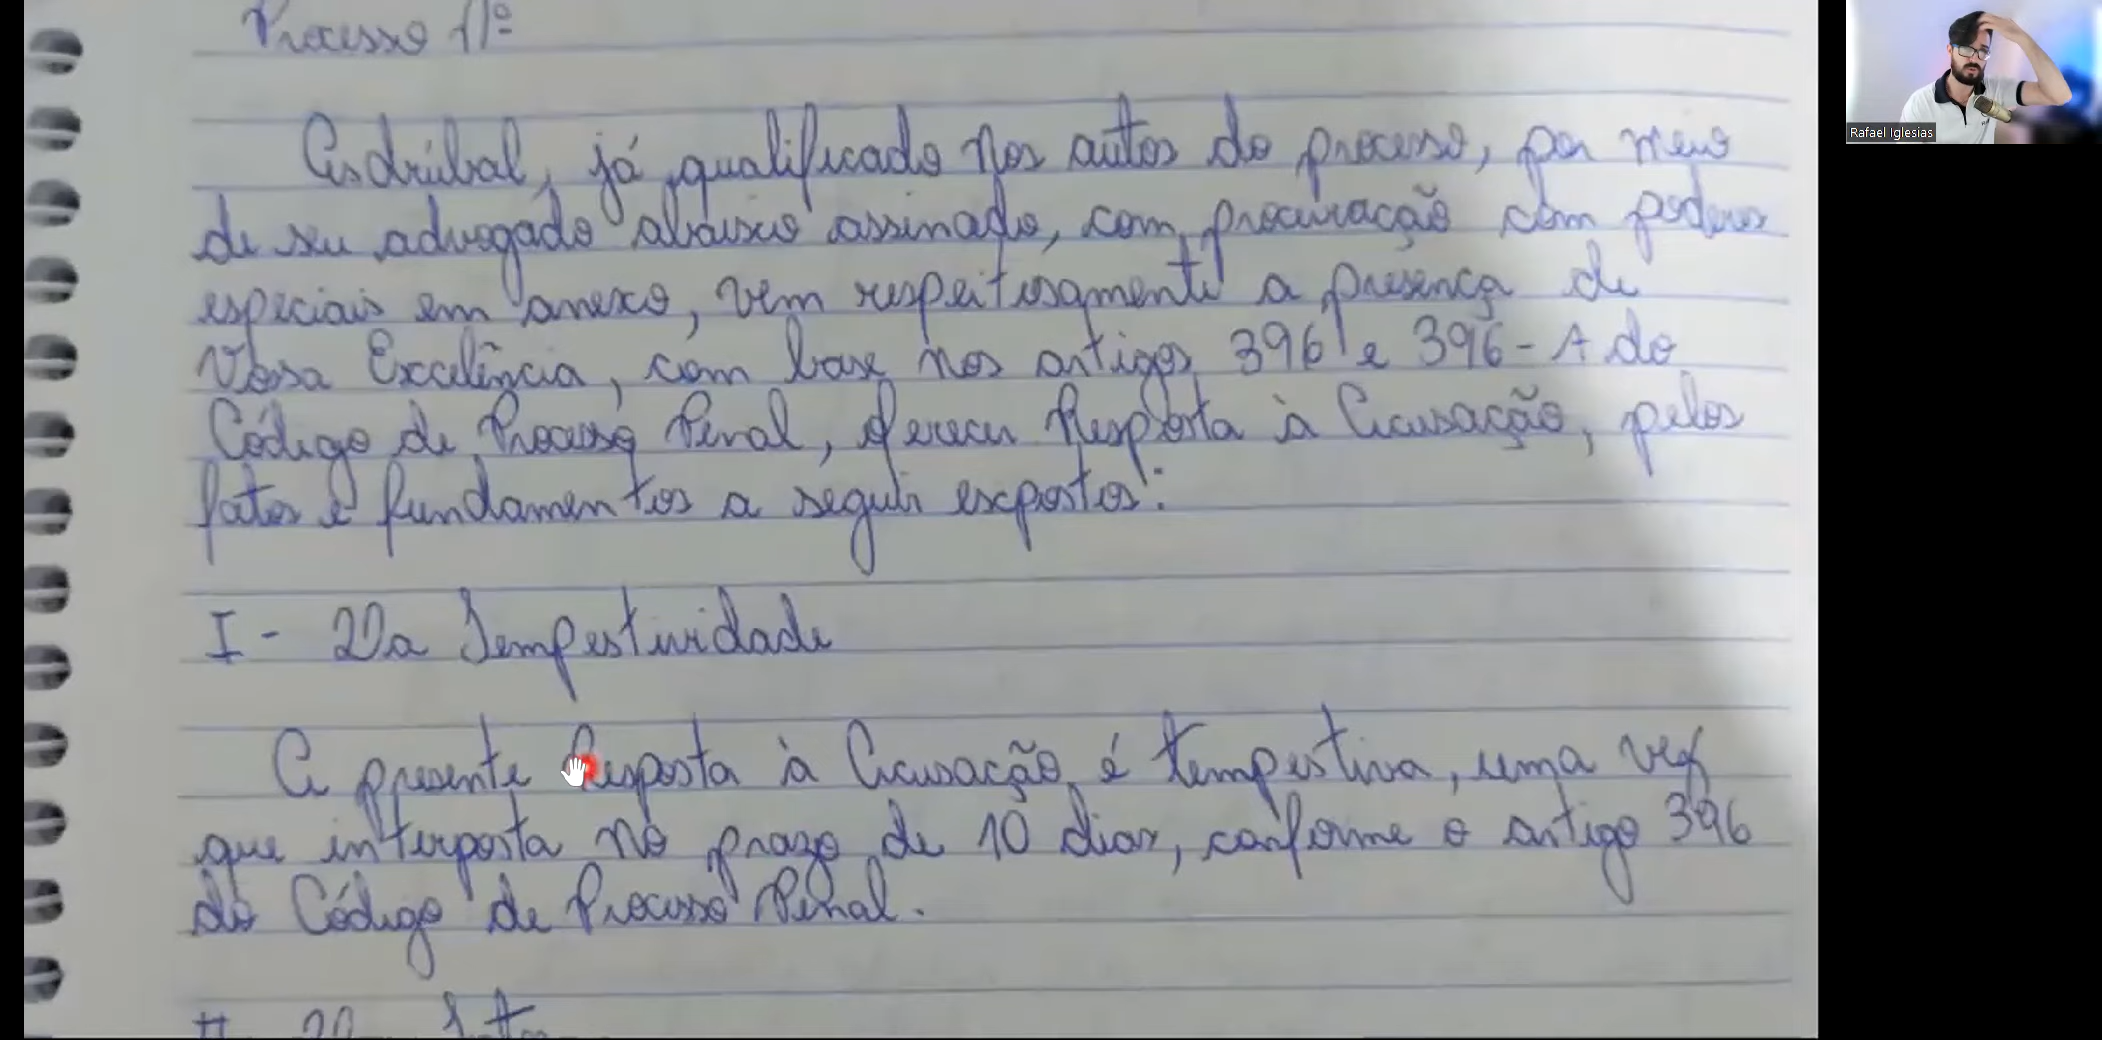 Processo nº
Asdrúbal, já qualificado nos autos do processo, por meio
de seu advogado abaixo assinado, com procuração com poderes
especiais em anexo, vem respeitosamente a presença de
Vossa Excelência, com base nos artigos 396 e 396-A do
Código de Processo Penal, oferecer Resposta à Acusação, pelos
fatos e fundamentos a seguir expostos:
I - Da Tempestividade
A presente Resposta à Acusação é tempestiva, uma vez
que interposta no prazo de 10 dias, conforme o artigo 396
do Código de Processo Penal.
Rafael Iglesias